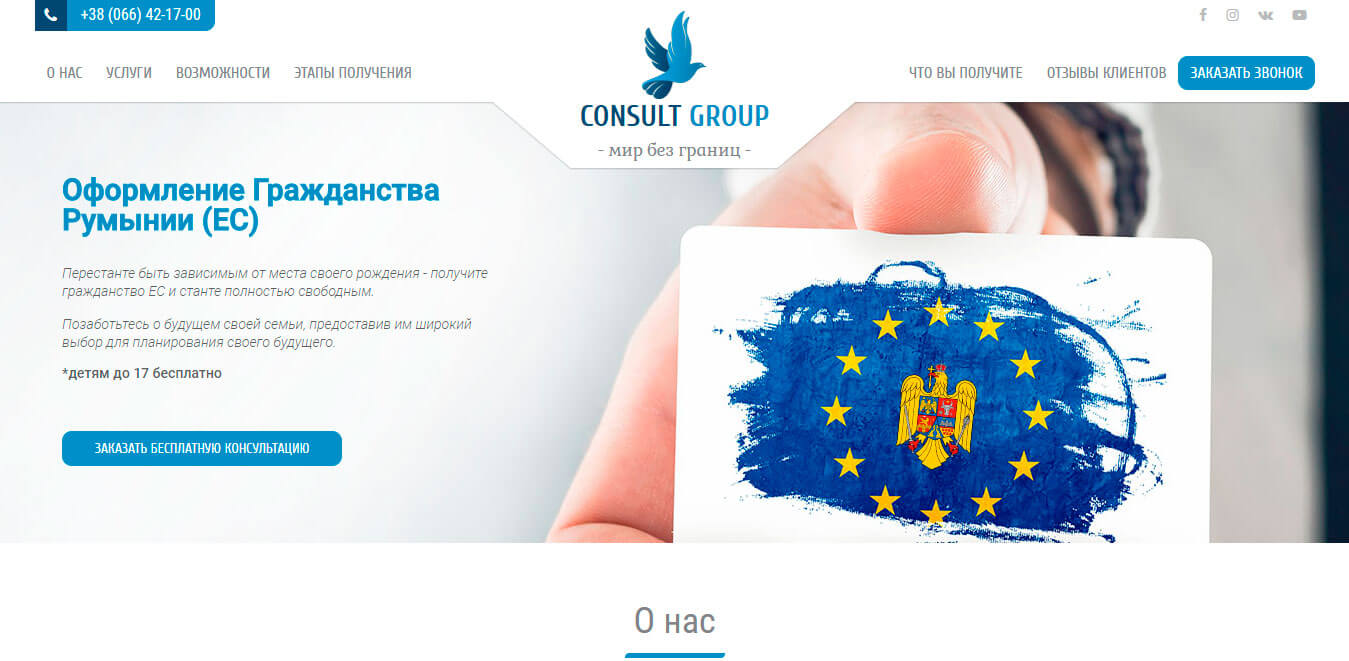 +38 (066) 42-17-00
О НАС
УСЛУГИ
ВОЗМОЖНОСТИ
ЭТАПЫ ПОЛУЧЕНИЯ
CONSULT GROUP
- мир без границ -
ЧТО ВЫ ПОЛУЧИТЕ
ОТЗЫВЫ КЛИЕНТОВ
ЗАКАЗАТЬ ЗВОНОК
Оформление Гражданства
Румынии (ЕС)
Перестанте быть зависимым от места своего рождения - получите
гражданство ЕС и станте полностью свободным.
Позаботьтесь о будущем своей семьи, предоставив им широкий
выбор для планирования своего будущего.
*детям до 17 бесплатно
ЗАКАЗАТЬ БЕСПЛАТНУЮ КОНСУЛЬТАЦИЮ
О нас